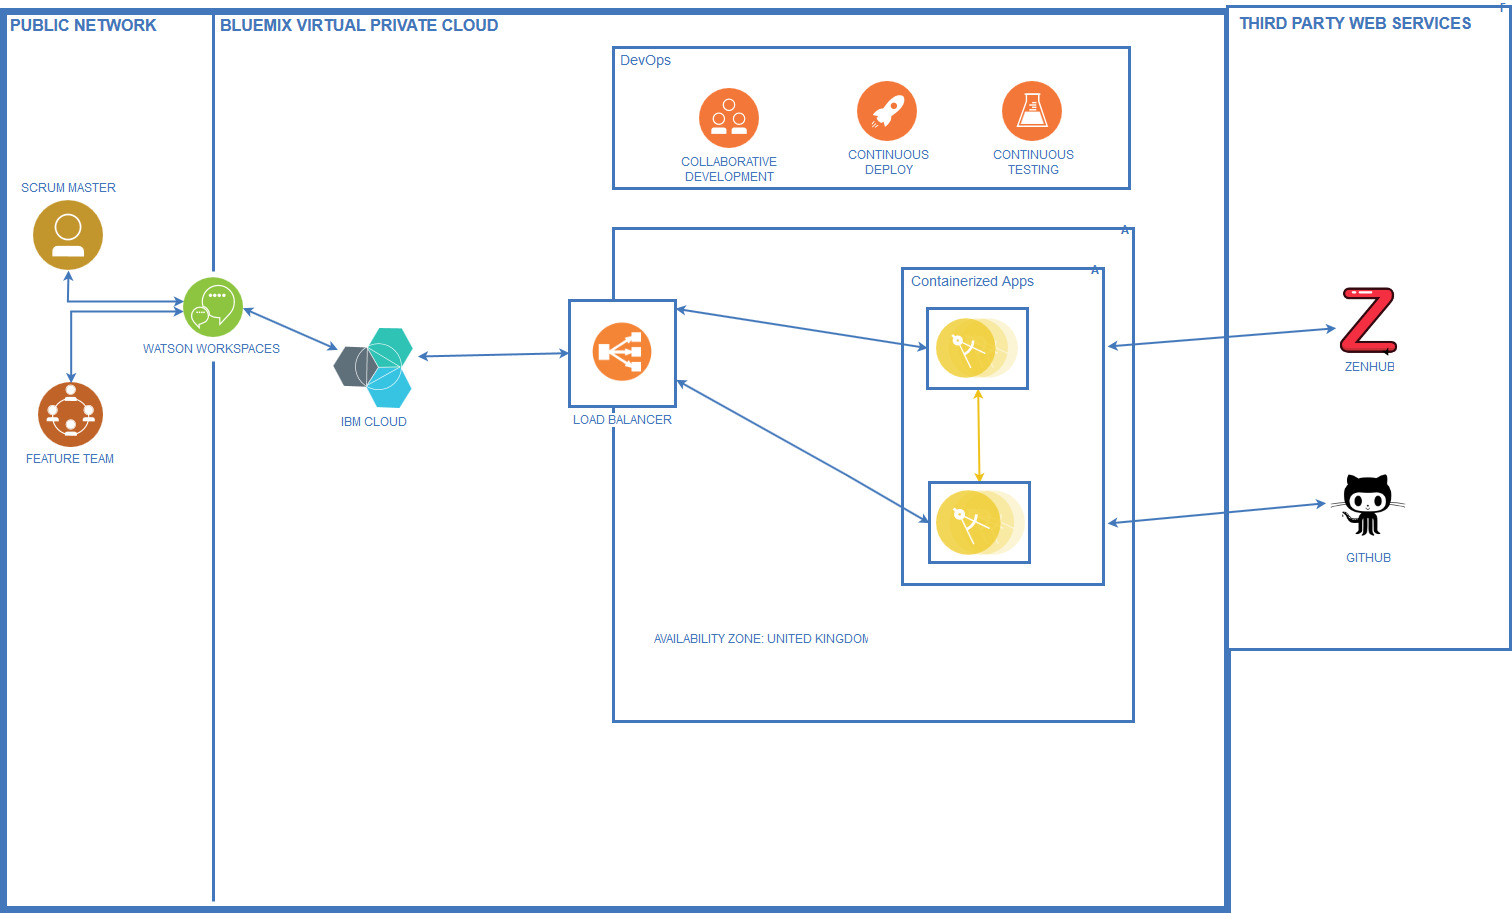 PUBLIC NETWORK
BLUEMIX VIRTUAL PRIVATE CLOUD
THIRD PARTY WEB SERVICES
DevOps
COLLABORATIVE
DEVELOPMENT
CONTINUOUS
DEPLOY
CONTINUOUS
TESTING
SCRUM MASTER
A
A
Containerized Apps
WATSON WORKSPACES
IBM CLOUD
LOAD BALANCER
ZENHUB
FEATURE TEAM
GITHUB
AVAILABILITY ZONE: UNITED KINGDOM